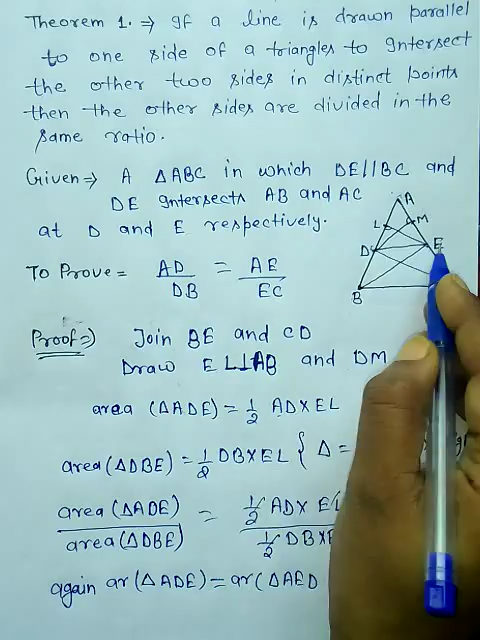 Theorem 1. ⇒ If a line is drawn parallel
to one side of a triangles to intersect
the other two sides in distinct points
then the other sides are divided in the
same ratio.
Given ⇒ A ΔABC in which DE||BC and
DE intersects AB and AC
at D and E respectively.
A
L
M
D
E
B
To Prove = AD/DB = AE/EC
Proof ⇒ Join BE and CD
Draw EL⊥AB and DM
area (ΔADE) = 1/2 AD×EL
area (ΔDBE) = 1/2 DB×EL { Δ =
area (ΔADE)/area (ΔDBE) = 1/2 AD× EL/1/2 DB×E
again ar (ΔADE) = ar (ΔAED